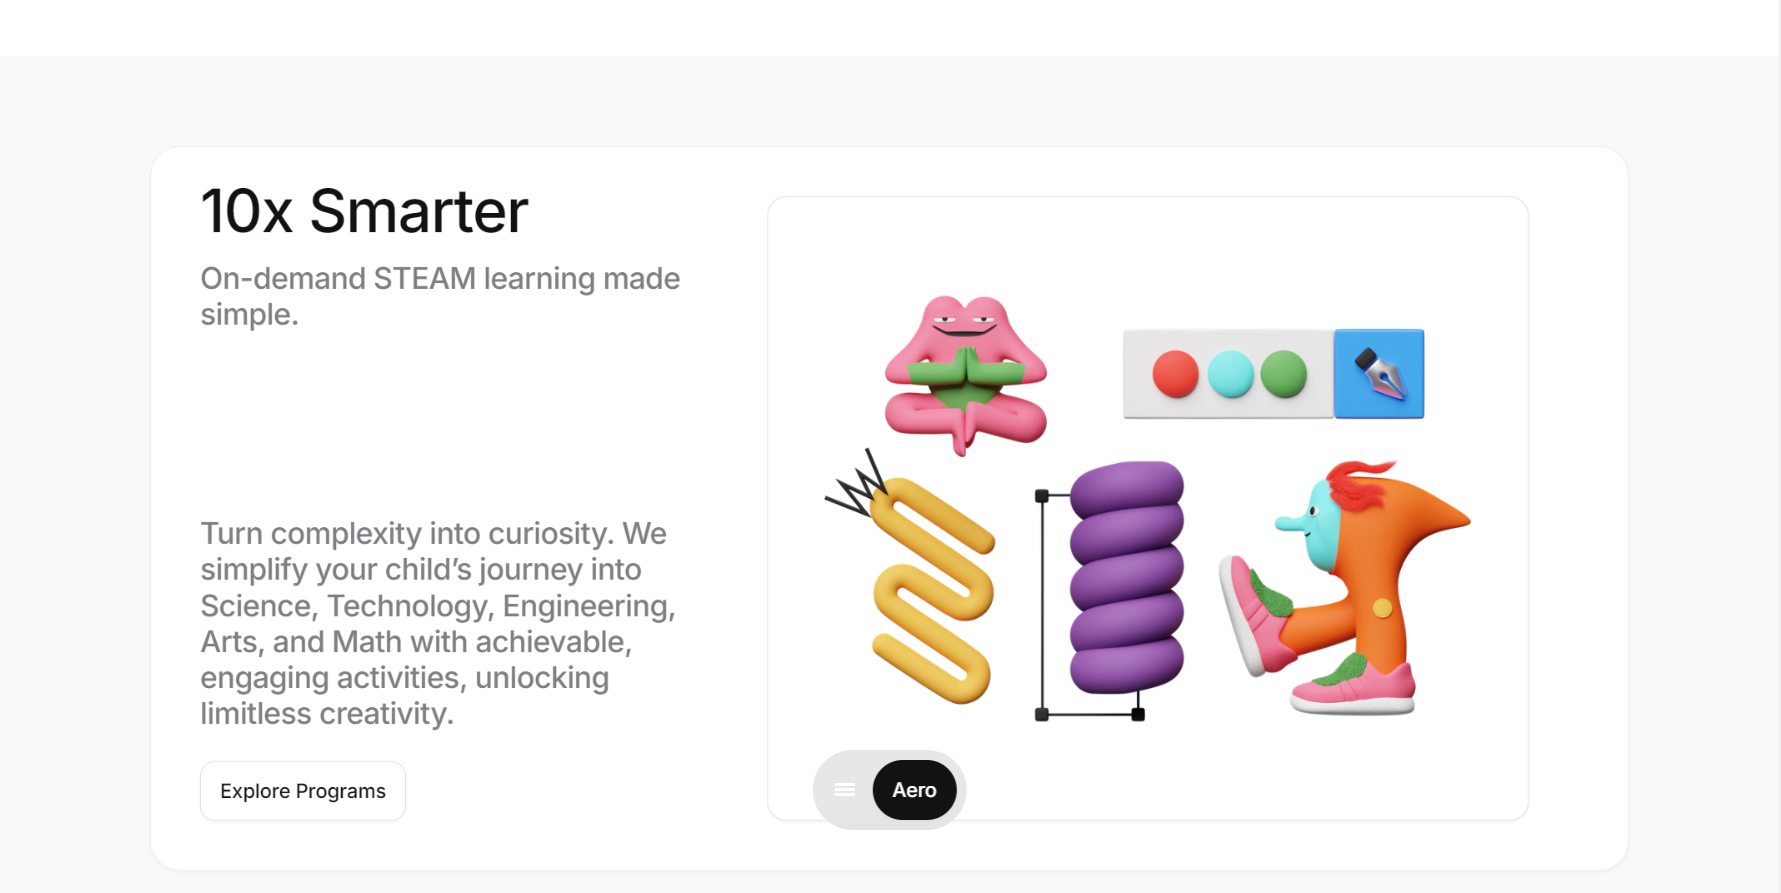 10x Smarter
On-demand STEAM learning made
simple.
Turn complexity into curiosity. We
simplify your child’s journey into
Science, Technology, Engineering,
Arts, and Math with achievable,
engaging activities, unlocking
limitless creativity.
Explore Programs
Aero